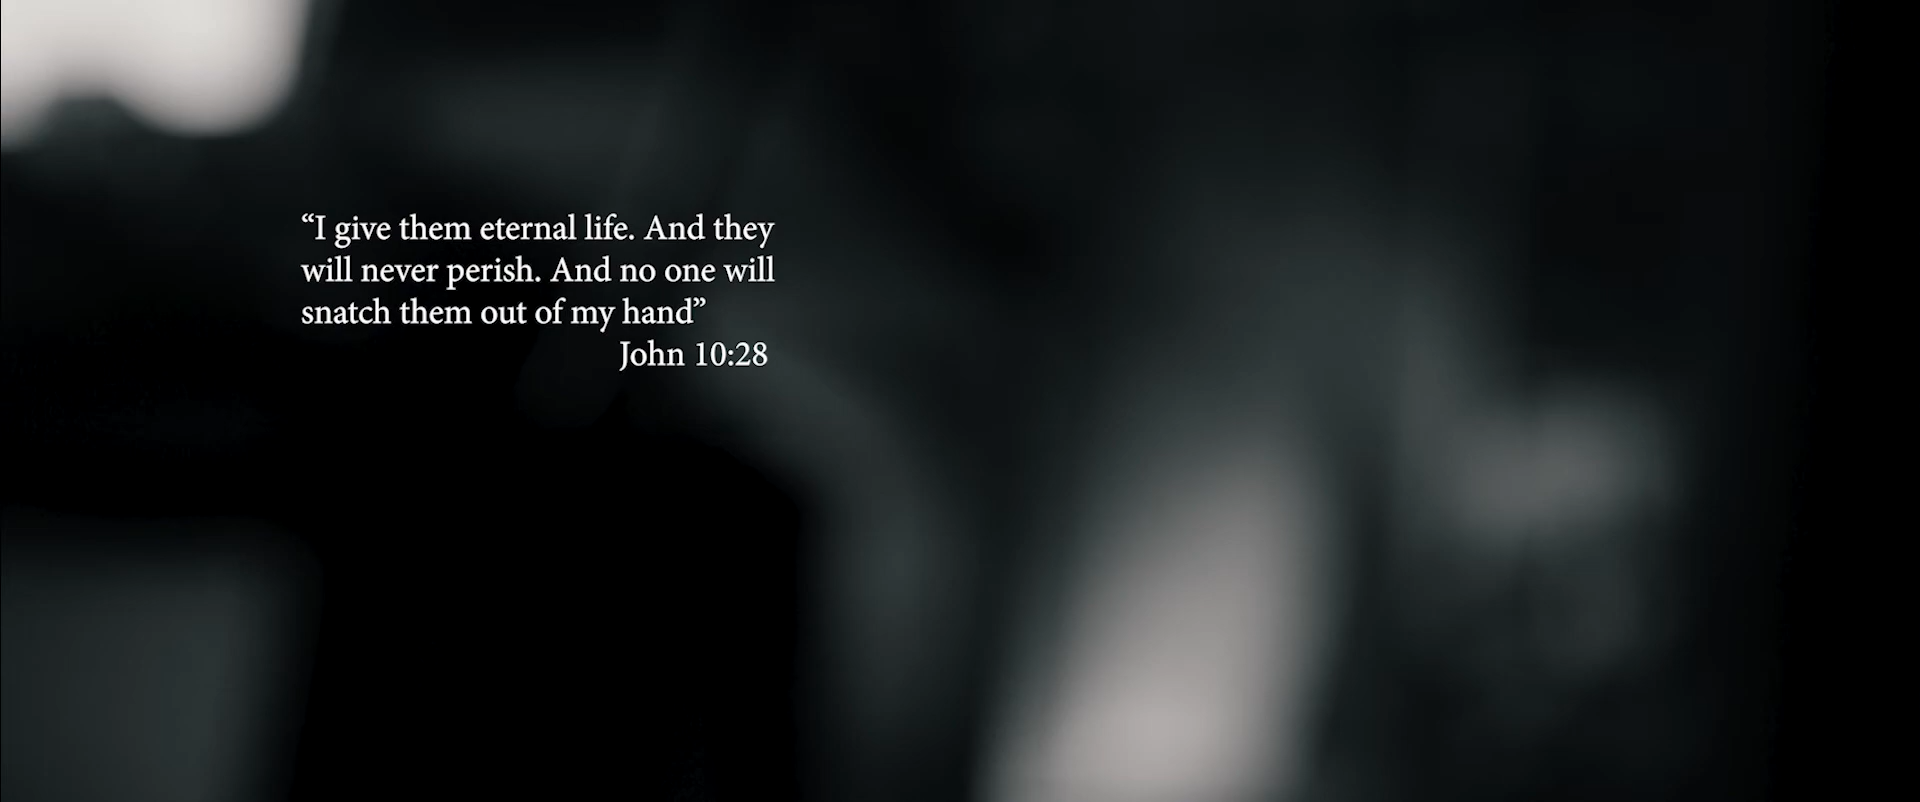 “I give them eternal life. And they
will never perish. And no one will
snatch them out of my hand”
John 10:28